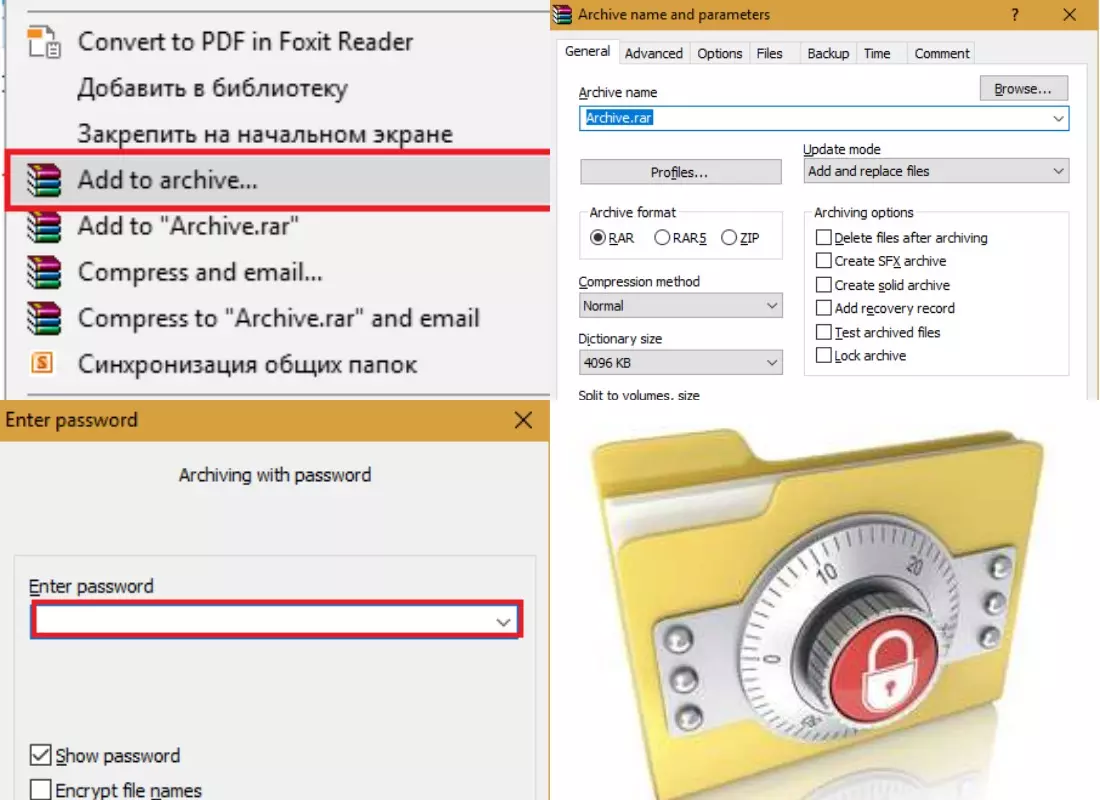 Convert to PDF in Foxit Reader
Добавить в библиотеку
Закрепить на начальном экране
Add to archive...
Add to "Archive.rar"
Compress and email...
Compress to "Archive.rar" and email
S
Синхронизация общих папок
Archive name and parameters
?
General Advanced Options Files Backup Time Comment
Archive name
Browse...
Archive.rar
Profiles...
Update mode
Add and replace files
Archive format
RAR RAR5 ZIP
Compression method
Normal
Dictionary size
4096 KB
Split to volumes, size
Archiving options
Delete files after archiving
Create SFX archive
Create solid archive
Add recovery record
Test archived files
Lock archive
Enter password
Archiving with password
Enter password
Show password
Encrypt file names
0
10
20